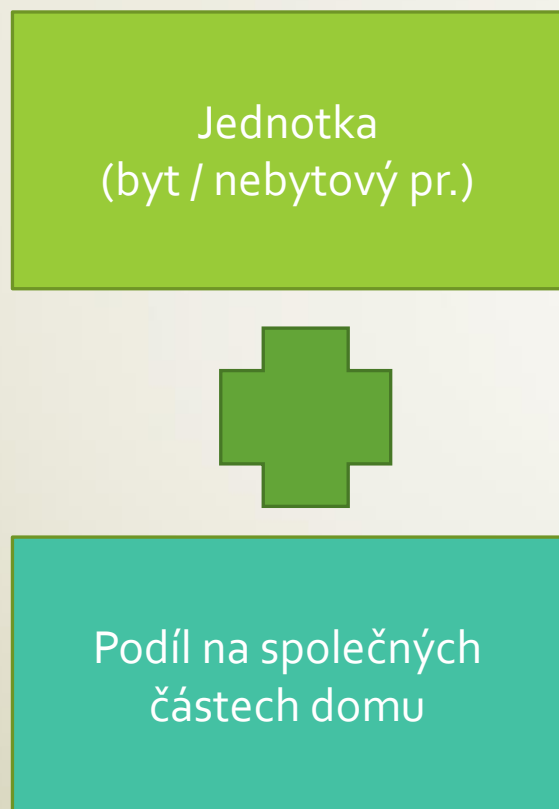 Jednotka
(byt / nebytový pr.)
Podíl na společných
částech domu